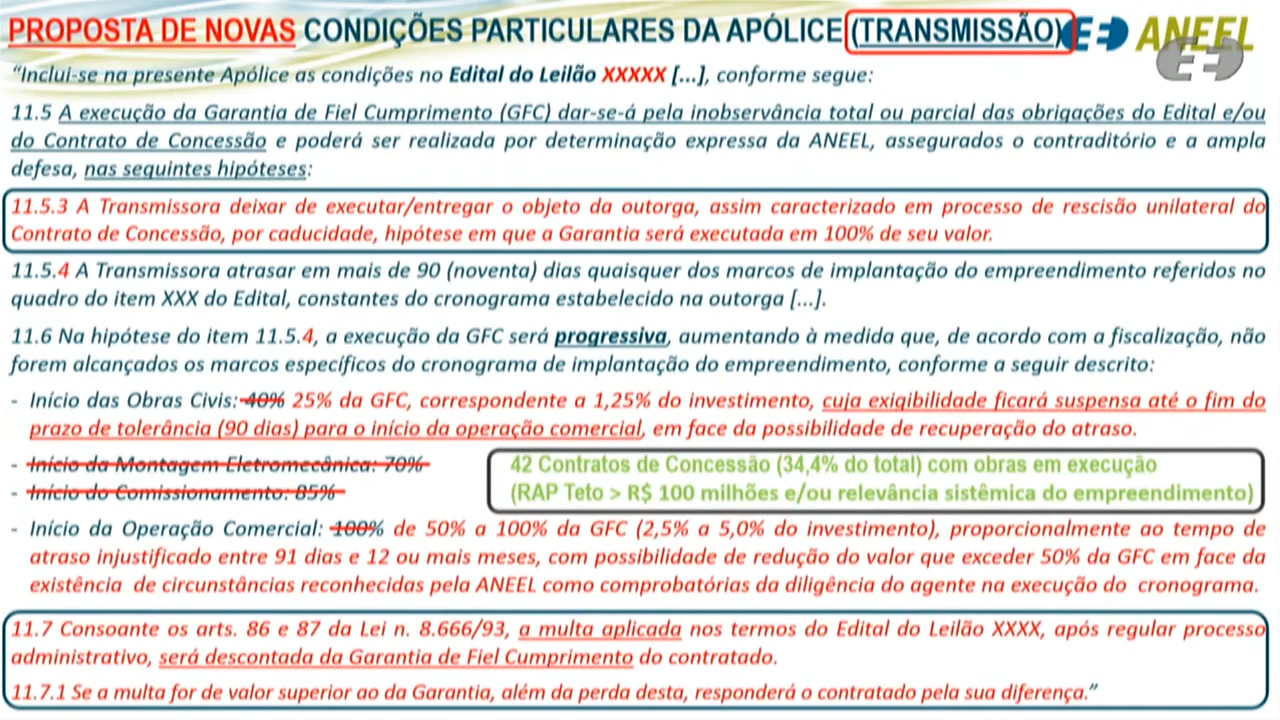 PROPOSTA DE NOVAS CONDIÇÕES PARTICULARES DA APÓLICE (TRANSMISSÃO)
ANEEL
“Inclui-se na presente Apólice as condições no Edital do Leilão XXXXX [...], conforme segue:
11.5 A execução da Garantia de Fiel Cumprimento (GFC) dar-se-á pela inobservância total ou parcial das obrigações do Edital e/ou
do Contrato de Concessão e poderá ser realizada por determinação expressa da ANEEL, assegurados o contraditório e a ampla
defesa, nas seguintes hipóteses:
11.5.3 A Transmissora deixar de executar/entregar o objeto da outorga, assim caracterizado em processo de rescisão unilateral do
Contrato de Concessão, por caducidade, hipótese em que a Garantia será executada em 100% de seu valor.
11.5.4 A Transmissora atrasar em mais de 90 (noventa) dias quaisquer dos marcos de implantação do empreendimento referidos no
quadro do item XXX do Edital, constantes do cronograma estabelecido na outorga [...].
11.6 Na hipótese do item 11.5.4, a execução da GFC será progressiva, aumentando à medida que, de acordo com a fiscalização, não
forem alcançados os marcos específicos do cronograma de implantação do empreendimento, conforme a seguir descrito:
- Início das Obras Civis: 40% 25% da GFC, correspondente a 1,25% do investimento, cuja exigibilidade ficará suspensa até o fim do
prazo de tolerância (90 dias) para o início da operação comercial, em face da possibilidade de recuperação do atraso.
- Início da Montagem Eletromecânica: 70%
- Início do Comissionamento: 85%
42 Contratos de Concessão (34,4% do total) com obras em execução
(RAP Teto > R$ 100 milhões e/ou relevância sistêmica do empreendimento)
- Início da Operação Comercial: 100% de 50% a 100% da GFC (2,5% a 5,0% do investimento), proporcionalmente ao tempo de
atraso injustificado entre 91 dias e 12 ou mais meses, com possibilidade de redução do valor que exceder 50% da GFC em face da
existência de circunstâncias reconhecidas pela ANEEL como comprobatórias da diligência do agente na execução do cronograma.
11.7 Consoante os arts. 86 e 87 da Lei n. 8.666/93, a multa aplicada nos termos do Edital do Leilão XXXX, após regular processo
administrativo, será descontada da Garantia de Fiel Cumprimento do contratado.
11.7.1 Se a multa for de valor superior ao da Garantia, além da perda desta, responderá o contratado pela sua diferença.”